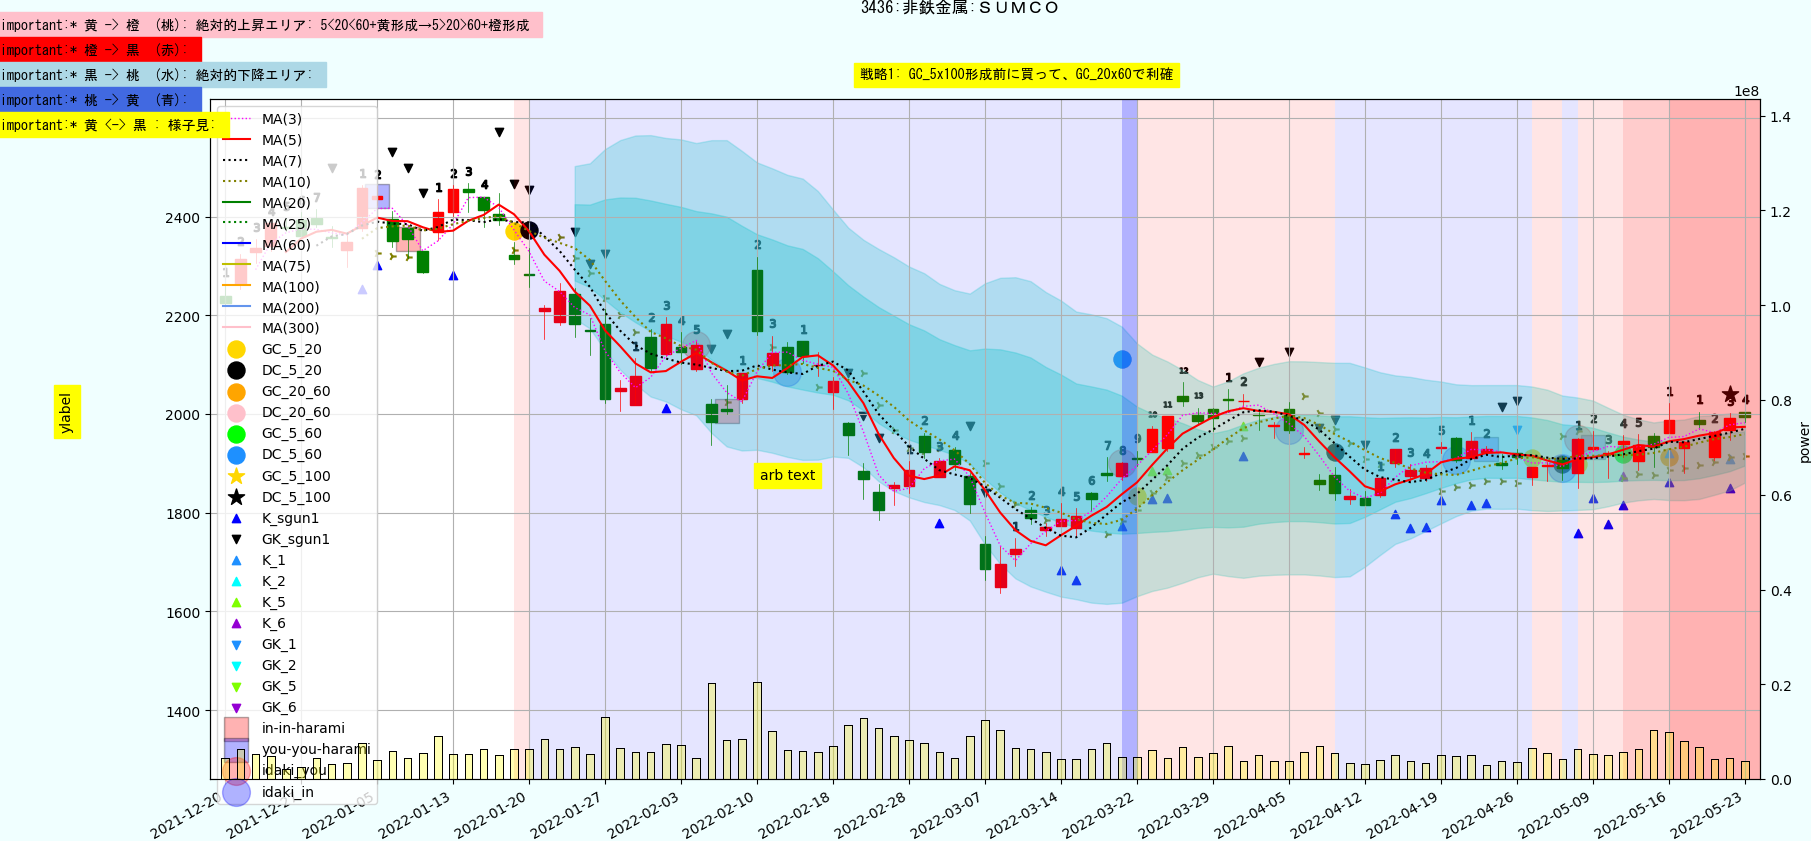 3436:非鉄金属:ＳＵＭＣＯ
important:* 黄 -> 橙 (桃): 絶対的上昇エリア: 5<20<60+黄形成→5>20>60+橙形成
important:* 橙 -> 黒 (赤):
important:* 黒 -> 桃 (水): 絶対的下降エリア:
important:* 桃 -> 黄 (青):
important:* 黄 <-> 黒 : 様子見:
戦略1: GC_5x100形成前に買って、GC_20x60で利確
1e8
MA(3)
MA(5)
MA(7)
MA(10)
MA(20)
MA(25)
MA(60)
MA(75)
MA(100)
MA(200)
MA(300)
GC_5_20
DC_5_20
GC_20_60
DC_20_60
GC_5_60
DC_5_60
GC_5_100
DC_5_100
K_sgun1
GK_sgun1
K_1
K_2
K_5
K_6
GK_1
GK_2
GK_5
GK_6
in-in-harami
you-you-harami
idaki_you
idaki_in
arb text
ylabel
2400
2200
2000
1800
1600
1400
power
1.4
1.2
1.0
0.8
0.6
0.4
0.2
0.0
2021-12-20
2022-01-05
2022-01-13
2022-01-20
2022-01-27
2022-02-03
2022-02-10
2022-02-18
2022-02-28
2022-03-07
2022-03-14
2022-03-22
2022-03-29
2022-04-05
2022-04-12
2022-04-19
2022-04-26
2022-05-09
2022-05-16
2022-05-23